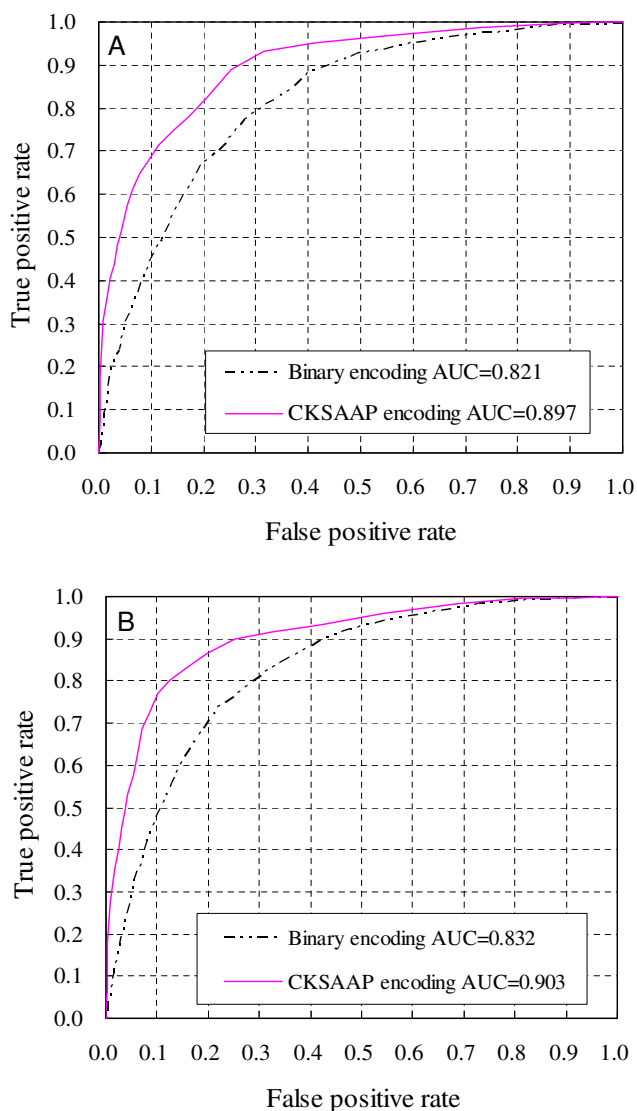 A
1.0
0.9
0.8
0.7
0.6
0.5
0.4
0.3
0.2
0.1
0.0
True positive rate
Binary encoding AUC=0.821
CKSAAP encoding AUC=0.897
0.0 0.1 0.2 0.3 0.4 0.5 0.6 0.7 0.8 0.9 1.0
False positive rate
B
1.0
0.9
0.8
0.7
0.6
0.5
0.4
0.3
0.2
0.1
0.0
True positive rate
Binary encoding AUC=0.832
CKSAAP encoding AUC=0.903
0.0 0.1 0.2 0.3 0.4 0.5 0.6 0.7 0.8 0.9 1.0
False positive rate